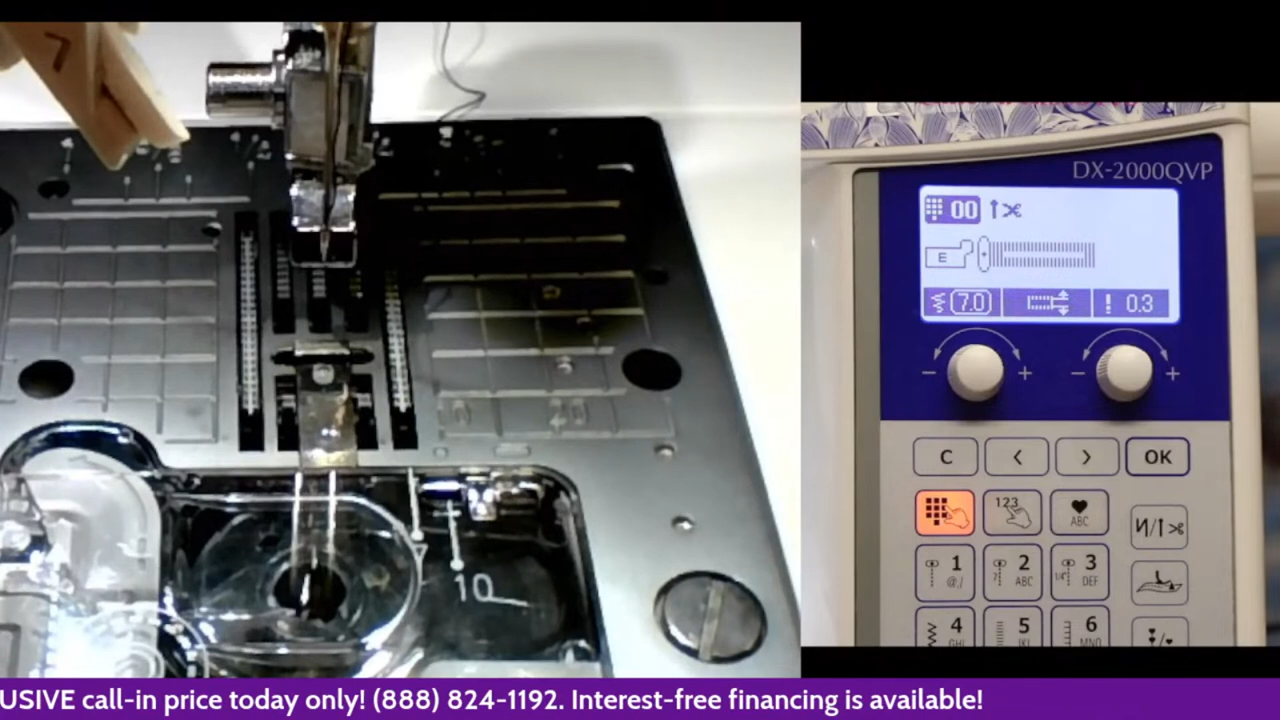 7
10
DX-2000QVP
00
E
7.0
! 0.3
− + − +
C < > OK
123
ABC
1 @./
2 ABC
3 DEF
4 GHI
5 JKL
6 MNO
USIVE call-in price today only! (888) 824-1192. Interest-free financing is available!